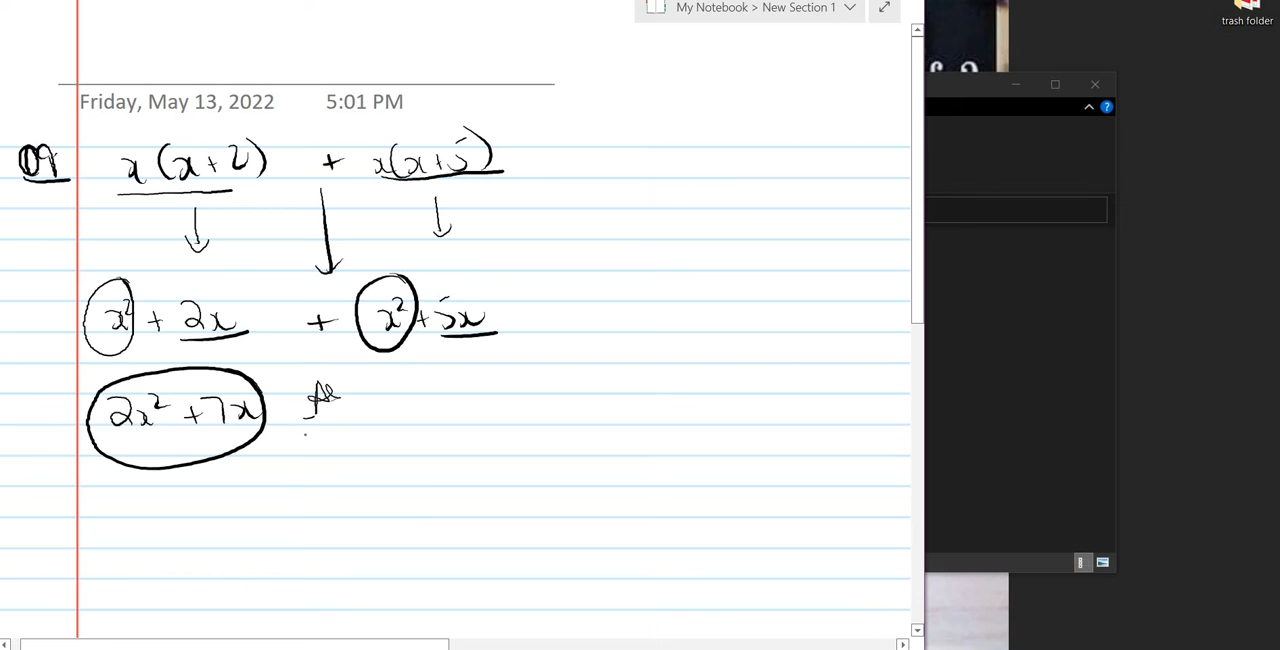 My Notebook > New Section 1
trash folder
Friday, May 13, 2022 5:01 PM
x(x+2) + x(x+5)
x² + 2x + x² + 5x
2x² + 7x